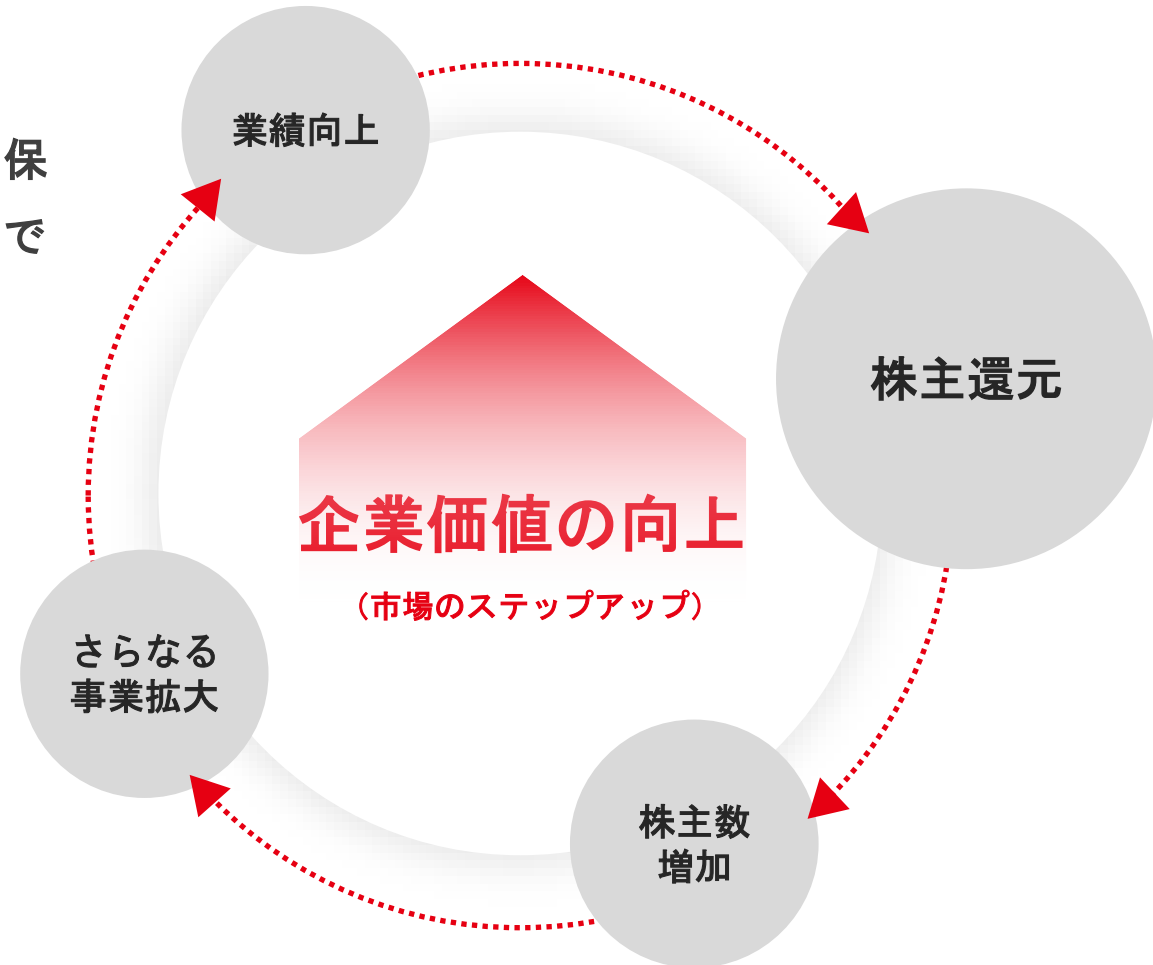 保
で
業績向上
株主還元
企業価値の向上
（市場のステップアップ）
さらなる
事業拡大
株主数
増加